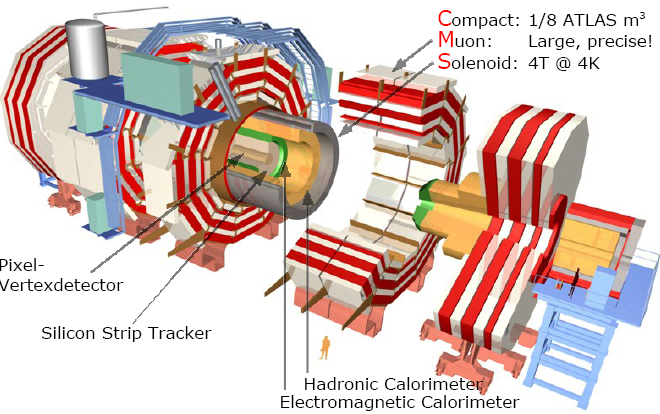 Compact: 1/8 ATLAS m³
Muon: Large, precise!
Solenoid: 4T @ 4K
Pixel-
Vertexdetector
Silicon Strip Tracker
Hadronic Calorimeter
Electromagnetic Calorimeter